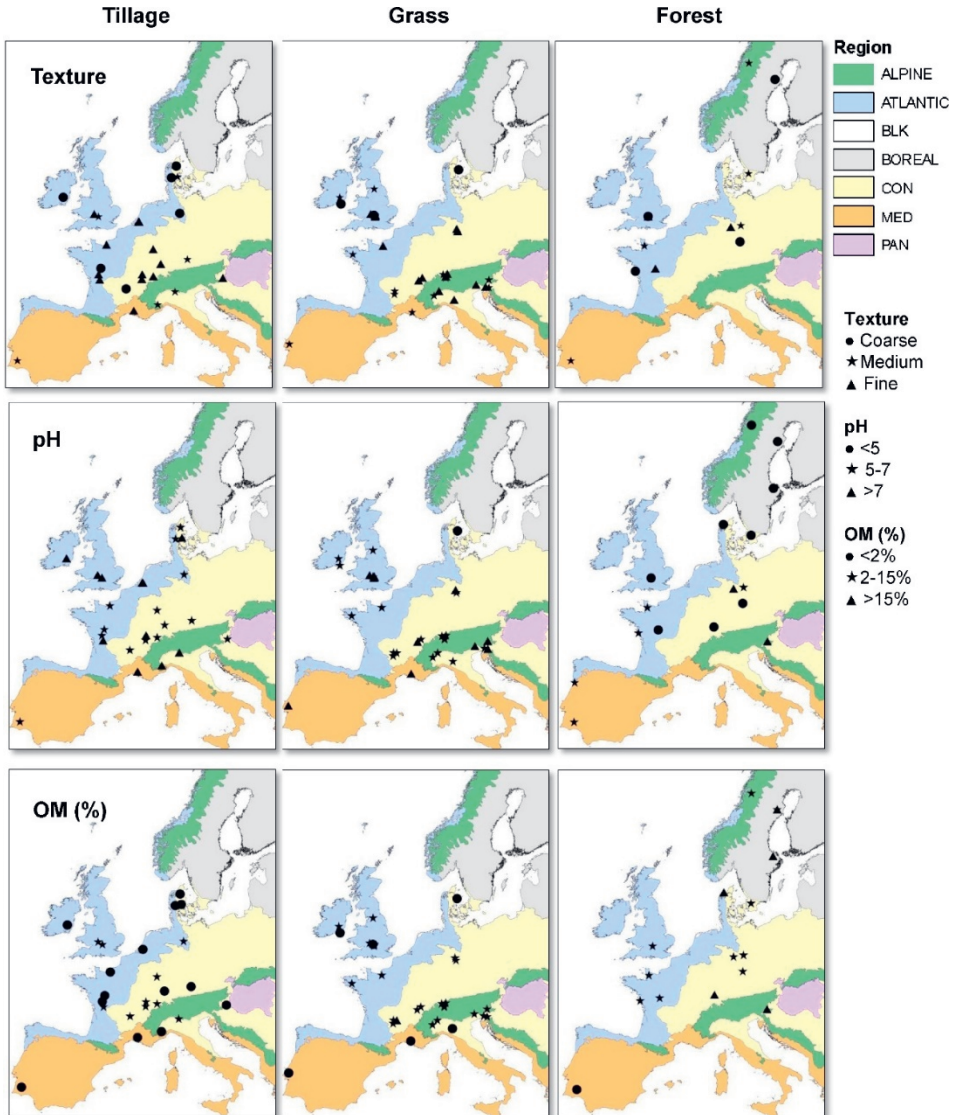 Tillage Grass Forest
Texture
Region
ALPINE
ATLANTIC
BLK
BOREAL
CON
MED
PAN
Texture
Coarse
Medium
Fine
pH
pH
<5
5-7
>7
OM (%)
<2%
2-15%
>15%
OM (%)